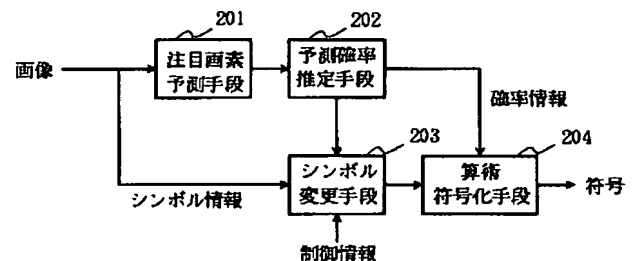 201
202
注目画素
予測手段
予測確率
推定手段
画像
確率情報
203
204
シンボル
変更手段
算術
符号化手段
符号
シンボル情報
制御情報